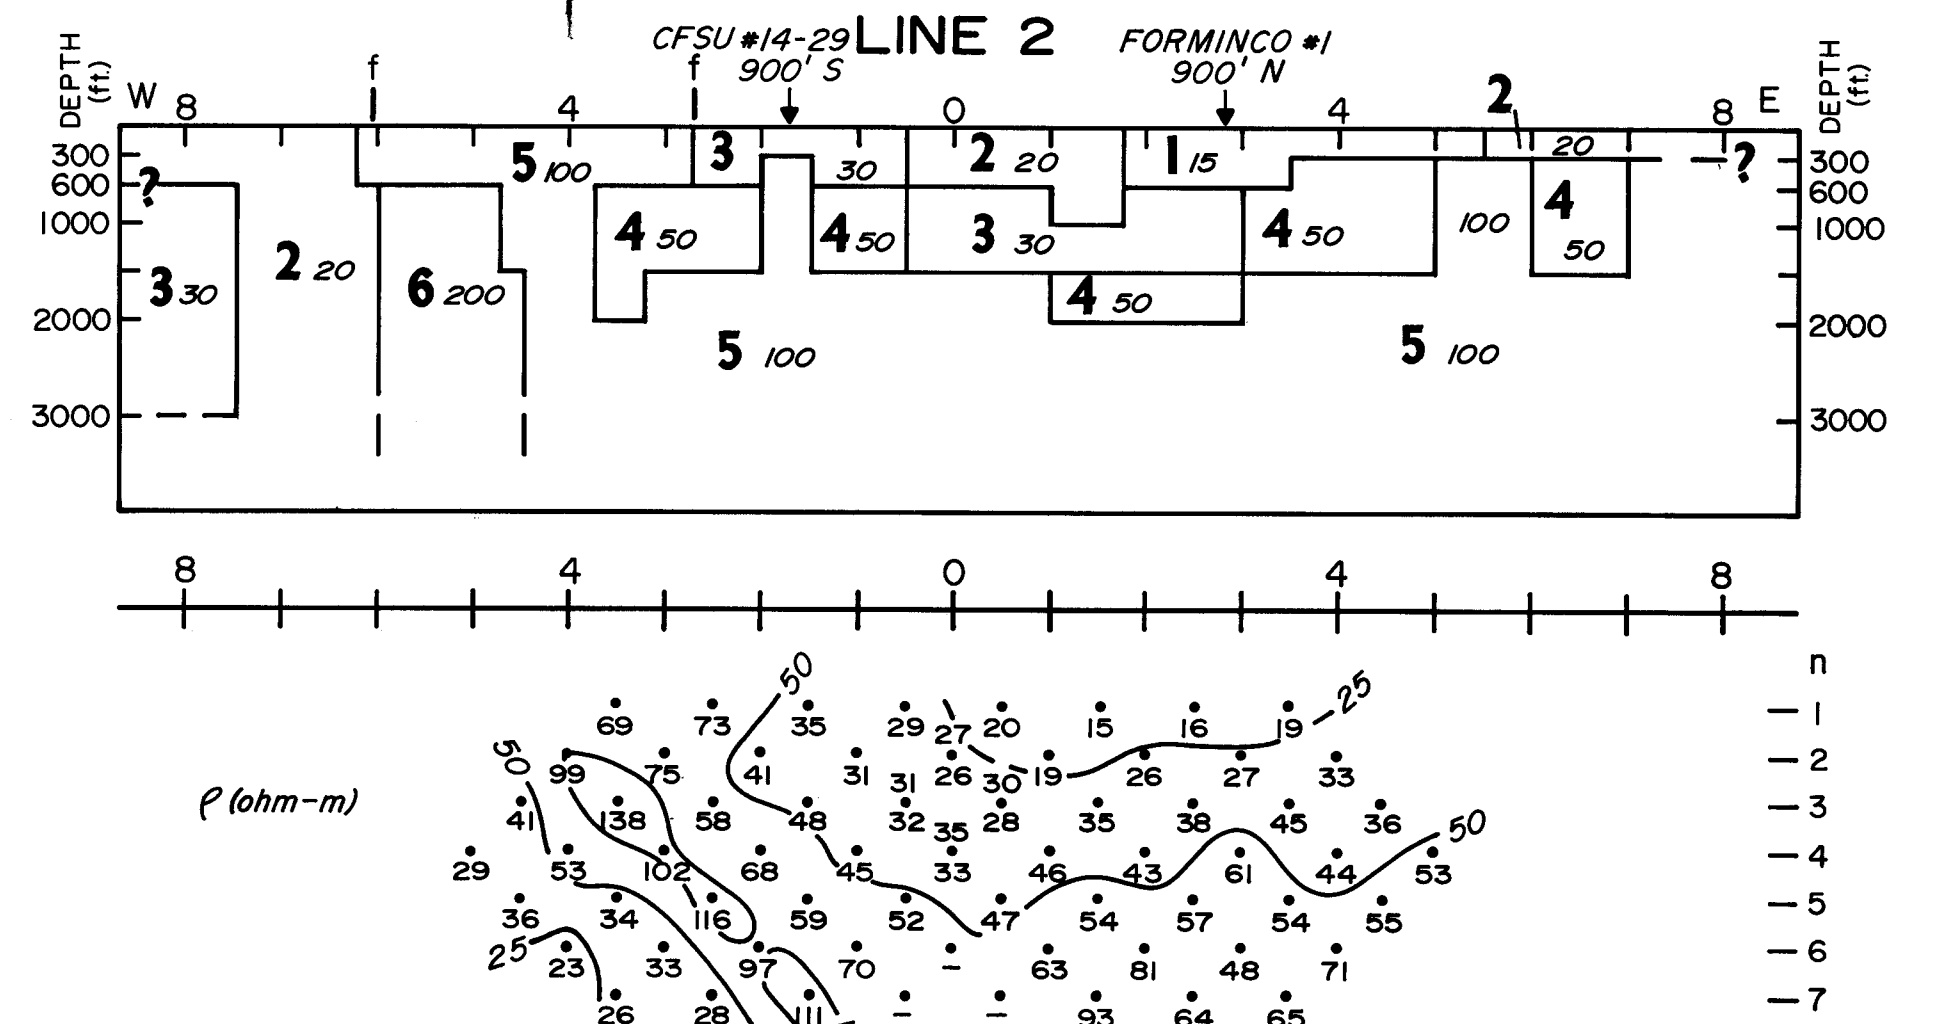 CFSU #14-29 LINE 2 FORMINCO #1
900' S 900' N
DEPTH (ft.) W 8 f 4 f 0 4 2 8 E DEPTH (ft.)
300 5 100 3 30 2 20 1 15 20 ? 300
600 ? 600
1000 4 50 4 50 3 30 4 50 100 4 50 1000
3 30 2 20 6 200 4 50
2000 5 100 5 100 2000
3000 3000
8 4 0 4 8
n
50 25
69 73 35 29 27 20 15 16 19 1
50 99 75 41 31 31 26 30 19 26 27 33 2
ρ (ohm-m) 41 138 58 48 32 35 28 35 38 45 36 50 3
29 53 102 68 45 33 46 43 61 44 53 4
36 34 116 59 52 47 54 57 54 55 5
25 23 33 97 70 – 63 81 48 71 6
26 28 111 – – 93 64 65 7